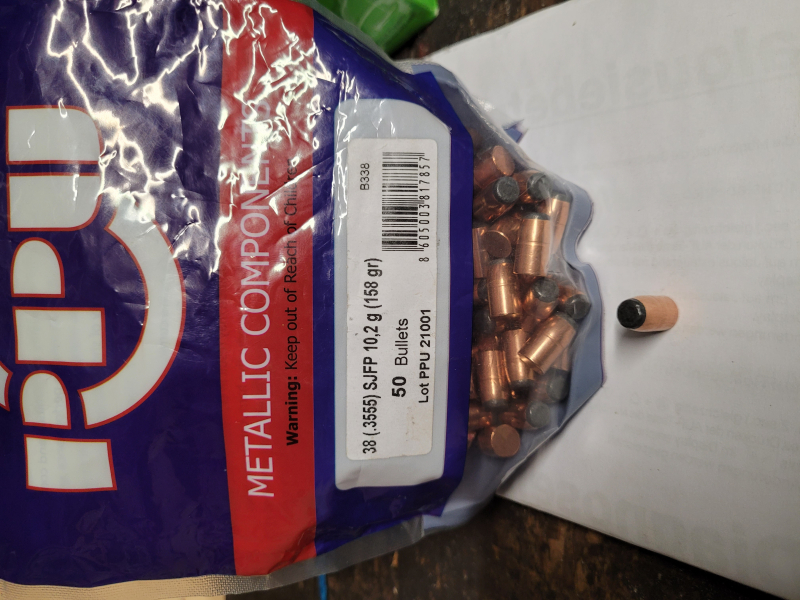 PPU
METALLIC COMPONENT
Warning: Keep out of Reach of Children
38 (.3555) SJFP 10,2 g (158 gr)
50 Bullets
Lot PPU 21001
B338
8 605003 817857